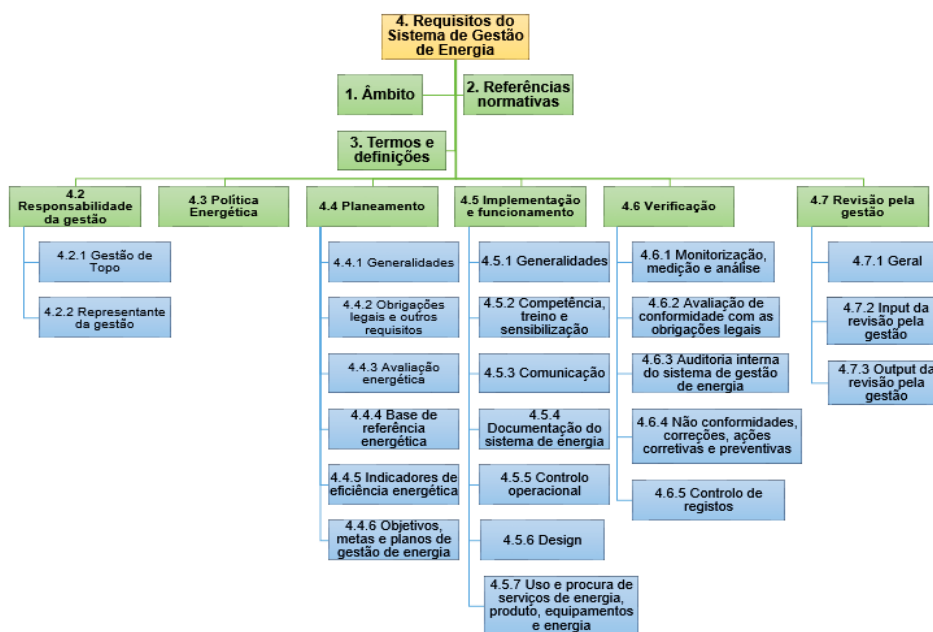 4. Requisitos do
Sistema de Gestão
de Energia
1. Âmbito
2. Referências
normativas
3. Termos e
definições
4.2
Responsabilidade
da gestão
4.2.1 Gestão de
Topo
4.2.2 Representante
da gestão
4.3 Política
Energética
4.4 Planeamento
4.4.1 Generalidades
4.4.2 Obrigações
legais e outros
requisitos
4.4.3 Avaliação
energética
4.4.4 Base de
referência
energética
4.4.5 Indicadores de
eficiência energética
4.4.6 Objetivos,
metas e planos de
gestão de energia
4.5 Implementação
e funcionamento
4.5.1 Generalidades
4.5.2 Competência,
treino e
sensibilização
4.5.3 Comunicação
4.5.4
Documentação do
sistema de energia
4.5.5 Controlo
operacional
4.5.6 Design
4.5.7 Uso e procura de
serviços de energia,
produto, equipamentos
e energia
4.6 Verificação
4.6.1 Monitorização,
medição e análise
4.6.2 Avaliação de
conformidade com as
obrigações legais
4.6.3 Auditoria interna
do sistema de gestão
de energia
4.6.4 Não conformidades,
correções, ações
corretivas e preventivas
4.6.5 Controlo de
registos
4.7 Revisão pela
gestão
4.7.1 Geral
4.7.2 Input da
revisão pela
gestão
4.7.3 Output da
revisão pela
gestão